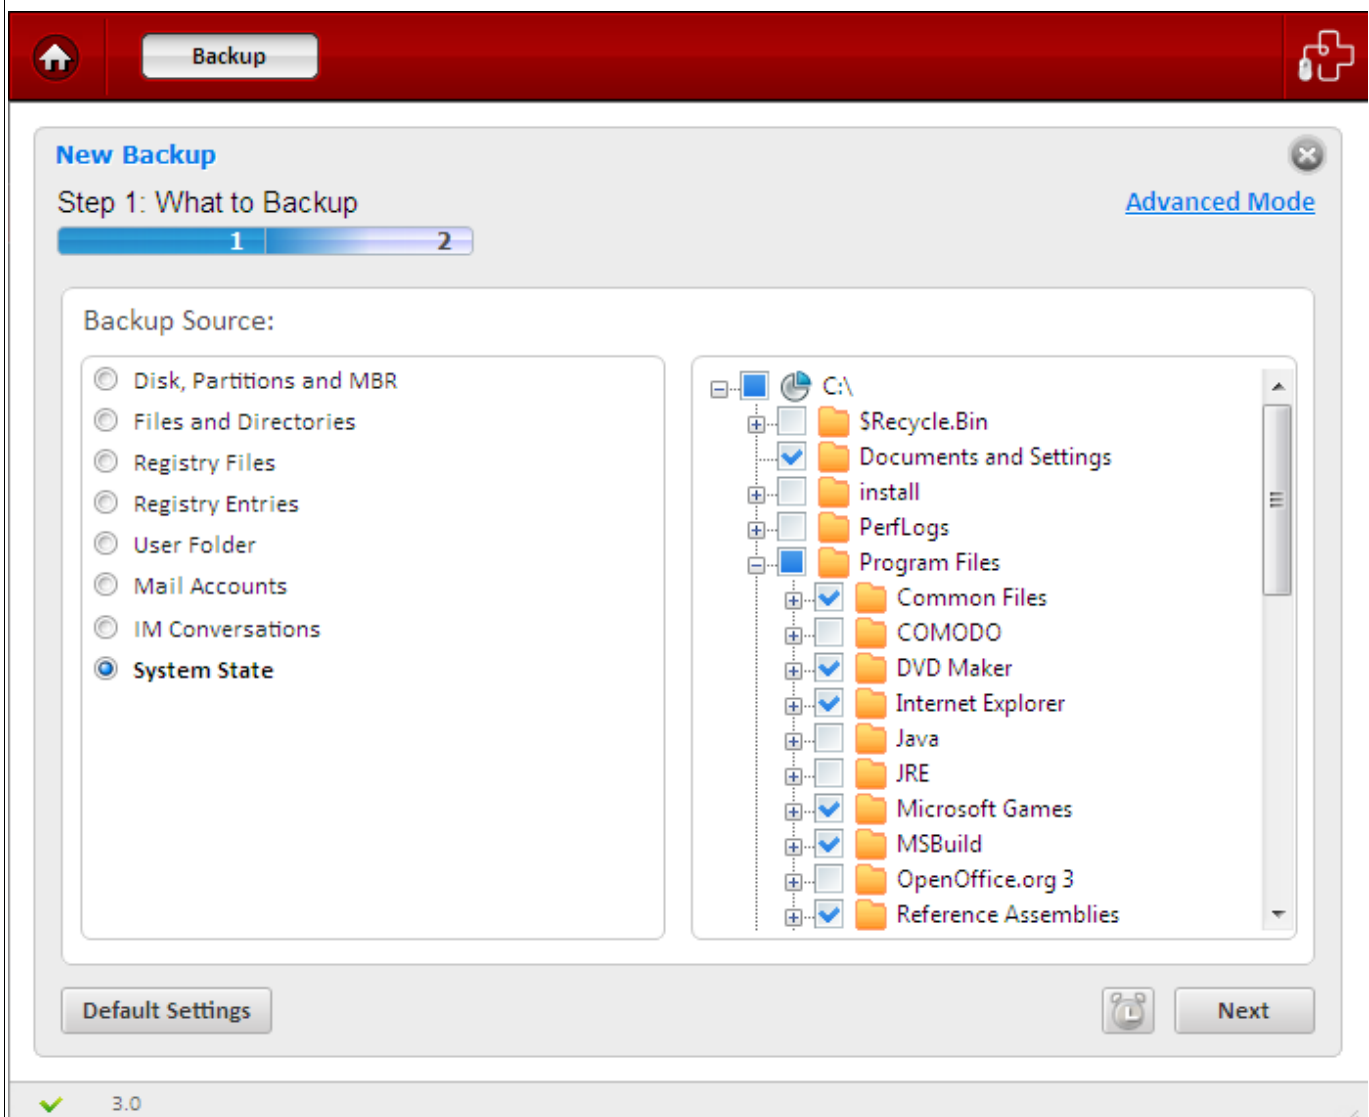 Backup
New Backup
Step 1: What to Backup
Advanced Mode
1 2
Backup Source:
Disk, Partitions and MBR
Files and Directories
Registry Files
Registry Entries
User Folder
Mail Accounts
IM Conversations
System State
C:\
$Recycle.Bin
Documents and Settings
install
PerfLogs
Program Files
Common Files
COMODO
DVD Maker
Internet Explorer
Java
JRE
Microsoft Games
MSBuild
OpenOffice.org 3
Reference Assemblies
Default Settings
Next
3.0